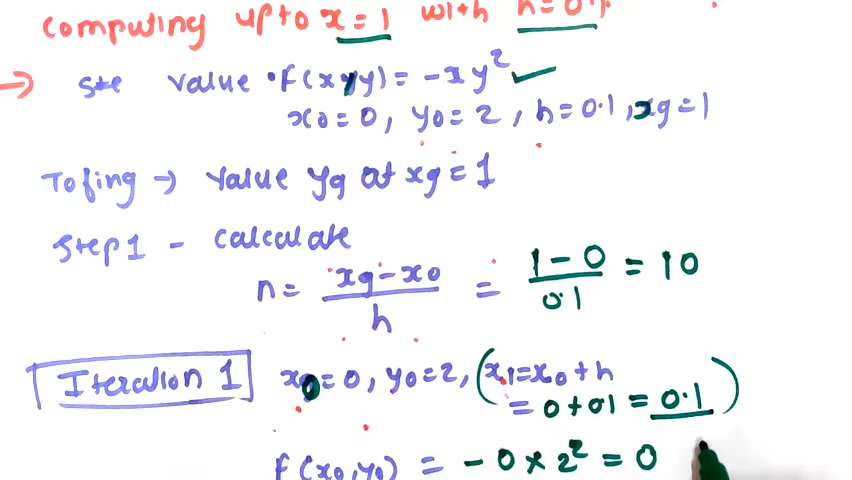 computing upto x = 1 with h = 0.1
→ Ste value f(x,y) = -xy² ✓
x0 = 0, y0 = 2, h = 0.1, xg = 1
To fing → value yg at xg = 1
Step 1 - calculate
n = xg - x0 / h = 1 - 0 / 0.1 = 10
Iteration 1 x0 = 0, y0 = 2, (x1 = x0 + h
= 0 + 0.1 = 0.1)
f(x0, y0) = - 0 × 2² = 0